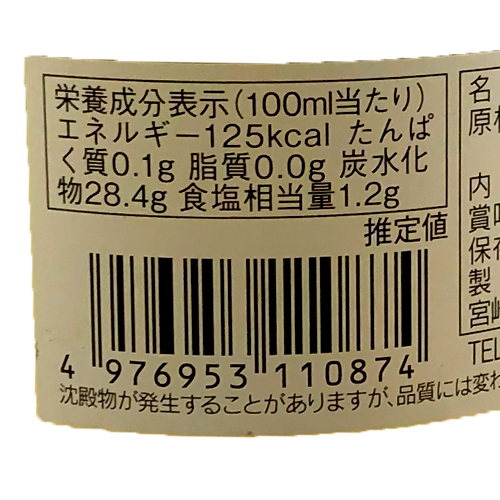 栄養成分表示(100ml当たり)
エネルギー125kcal たんぱ
く質0.1g 脂質0.0g 炭水化
物28.4g 食塩相当量1.2g
推定値
4 976953 110874
沈殿物が発生することがありますが、品質には変わ
名
原材
内
賞味
保存
製
宮崎
TEL